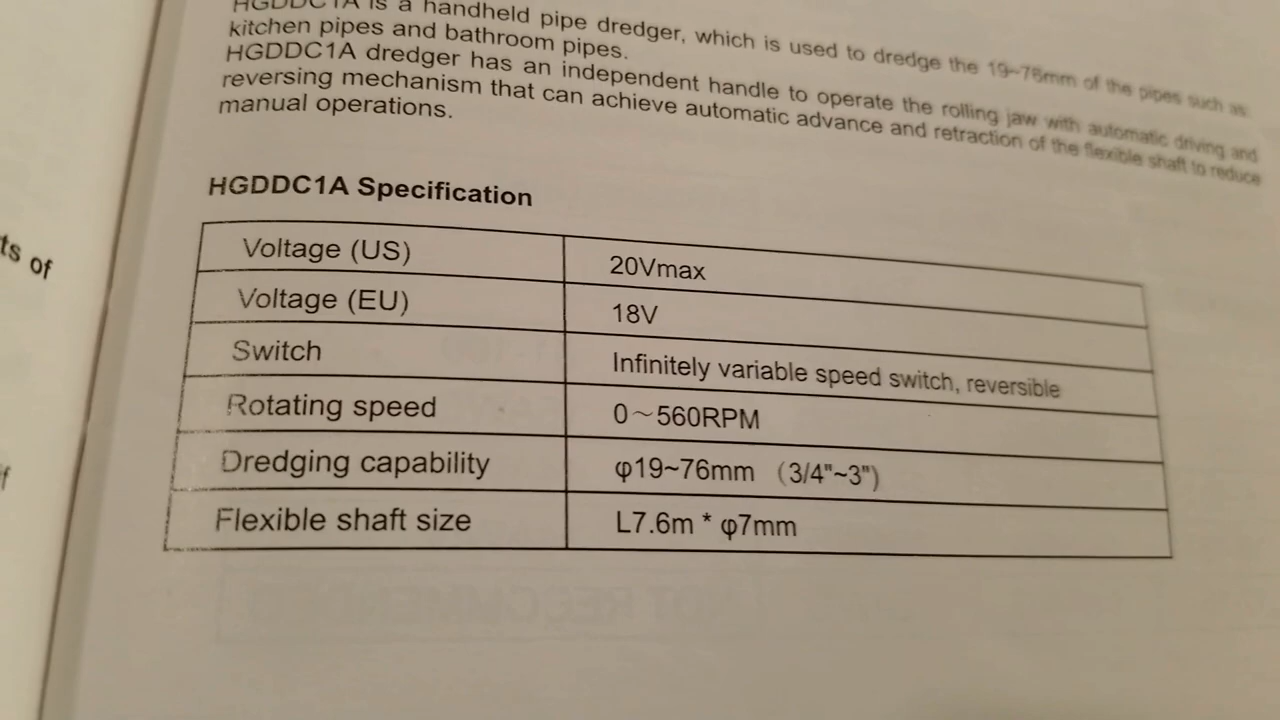 HGDDC1A is a handheld pipe dredger, which is used to dredge the 19~76mm of the pipes such as:
kitchen pipes and bathroom pipes.
HGDDC1A dredger has an independent handle to operate the rolling jaw with automatic driving and
reversing mechanism that can achieve automatic advance and retraction of the flexible shaft to reduce
manual operations.
ts of
HGDDC1A Specification
Voltage (US) 20Vmax
Voltage (EU) 18V
Switch Infinitely variable speed switch, reversible
Rotating speed 0~560RPM
Dredging capability φ19~76mm (3/4"~3")
Flexible shaft size L7.6m * φ7mm